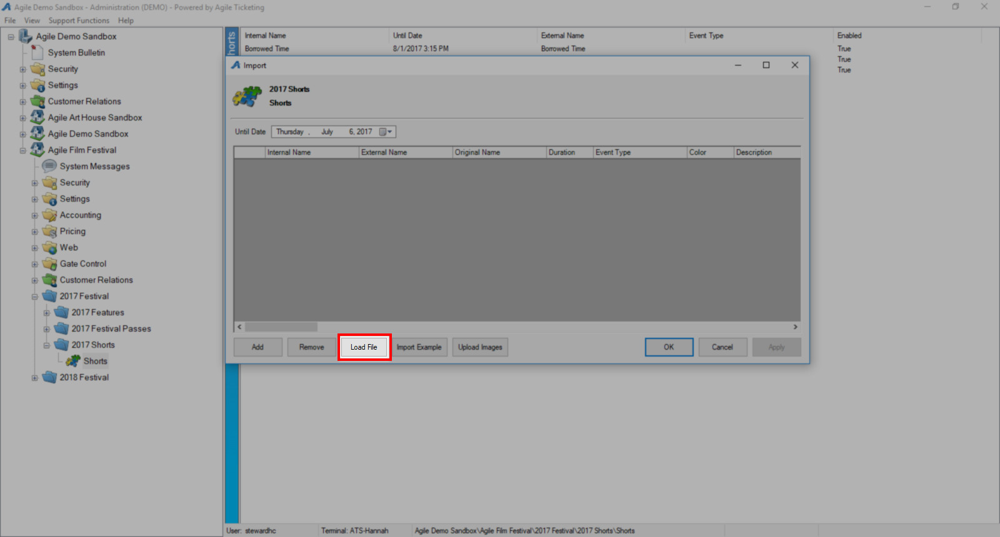 Agile Demo Sandbox - Administration (DEMO) - Powered by Agile Ticketing
File View Support Functions Help
Agile Demo Sandbox
System Bulletin
Security
Settings
Customer Relations
Agile Art House Sandbox
Agile Demo Sandbox
Agile Film Festival
System Messages
Security
Settings
Accounting
Pricing
Web
Gate Control
Customer Relations
2017 Festival
2017 Features
2017 Festival Passes
2017 Shorts
Shorts
2018 Festival
Internal Name Until Date External Name Event Type Enabled
Borrowed Time 8/1/2017 3:15 PM Borrowed Time True
True
True
Import
2017 Shorts
Shorts
Until Date Thursday , July 6, 2017
Internal Name External Name Original Name Duration Event Type Color Description
Add Remove Load File Import Example Upload Images OK Cancel Apply
User: stewardhc Terminal: ATS-Hannah Agile Demo Sandbox\Agile Film Festival\2017 Festival\2017 Shorts\Shorts